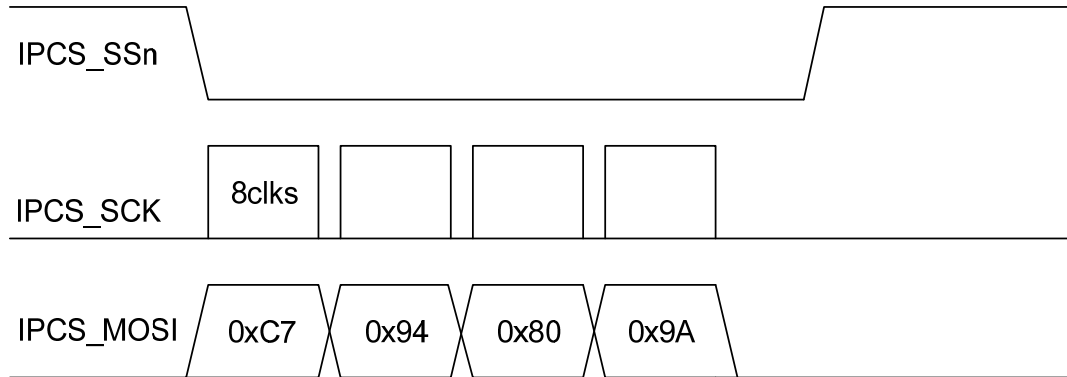 IPCS_SSn
8clks
IPCS_SCK
IPCS_MOSI 0xC7 0x94 0x80 0x9A